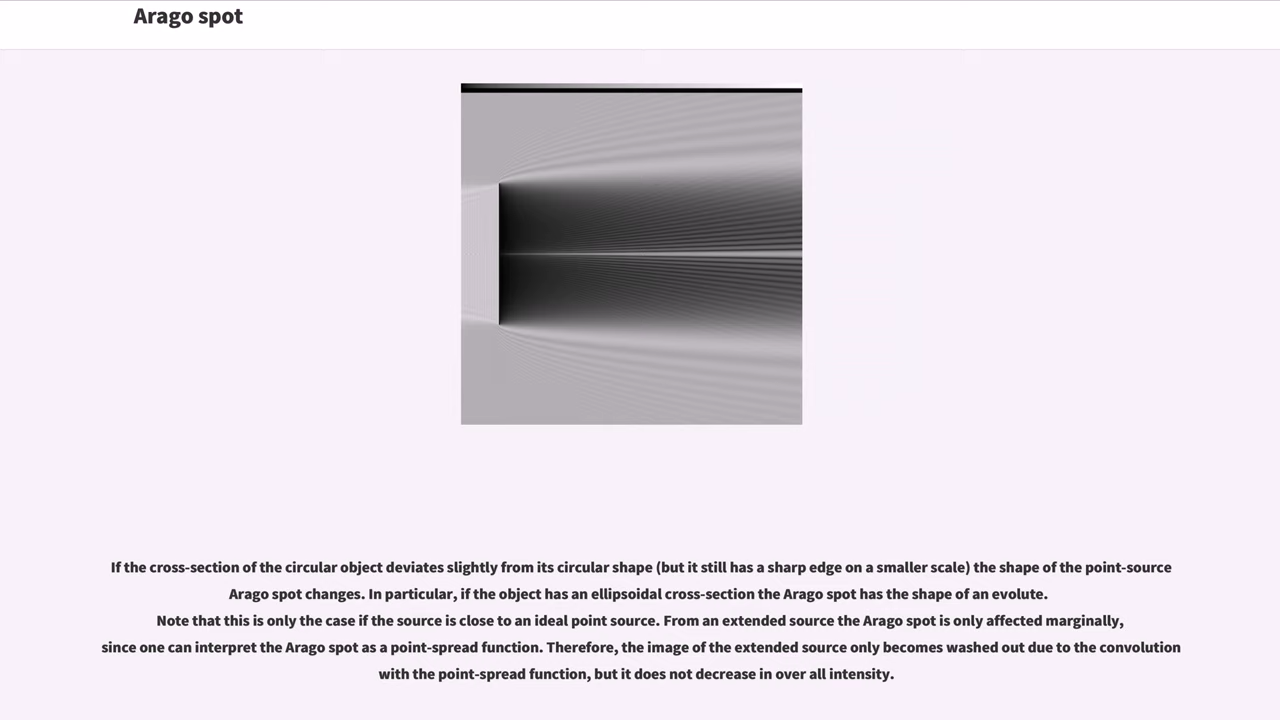 Arago spot
If the cross-section of the circular object deviates slightly from its circular shape (but it still has a sharp edge on a smaller scale) the shape of the point-source
Arago spot changes. In particular, if the object has an ellipsoidal cross-section the Arago spot has the shape of an evolute.
Note that this is only the case if the source is close to an ideal point source. From an extended source the Arago spot is only affected marginally,
since one can interpret the Arago spot as a point-spread function. Therefore, the image of the extended source only becomes washed out due to the convolution
with the point-spread function, but it does not decrease in over all intensity.